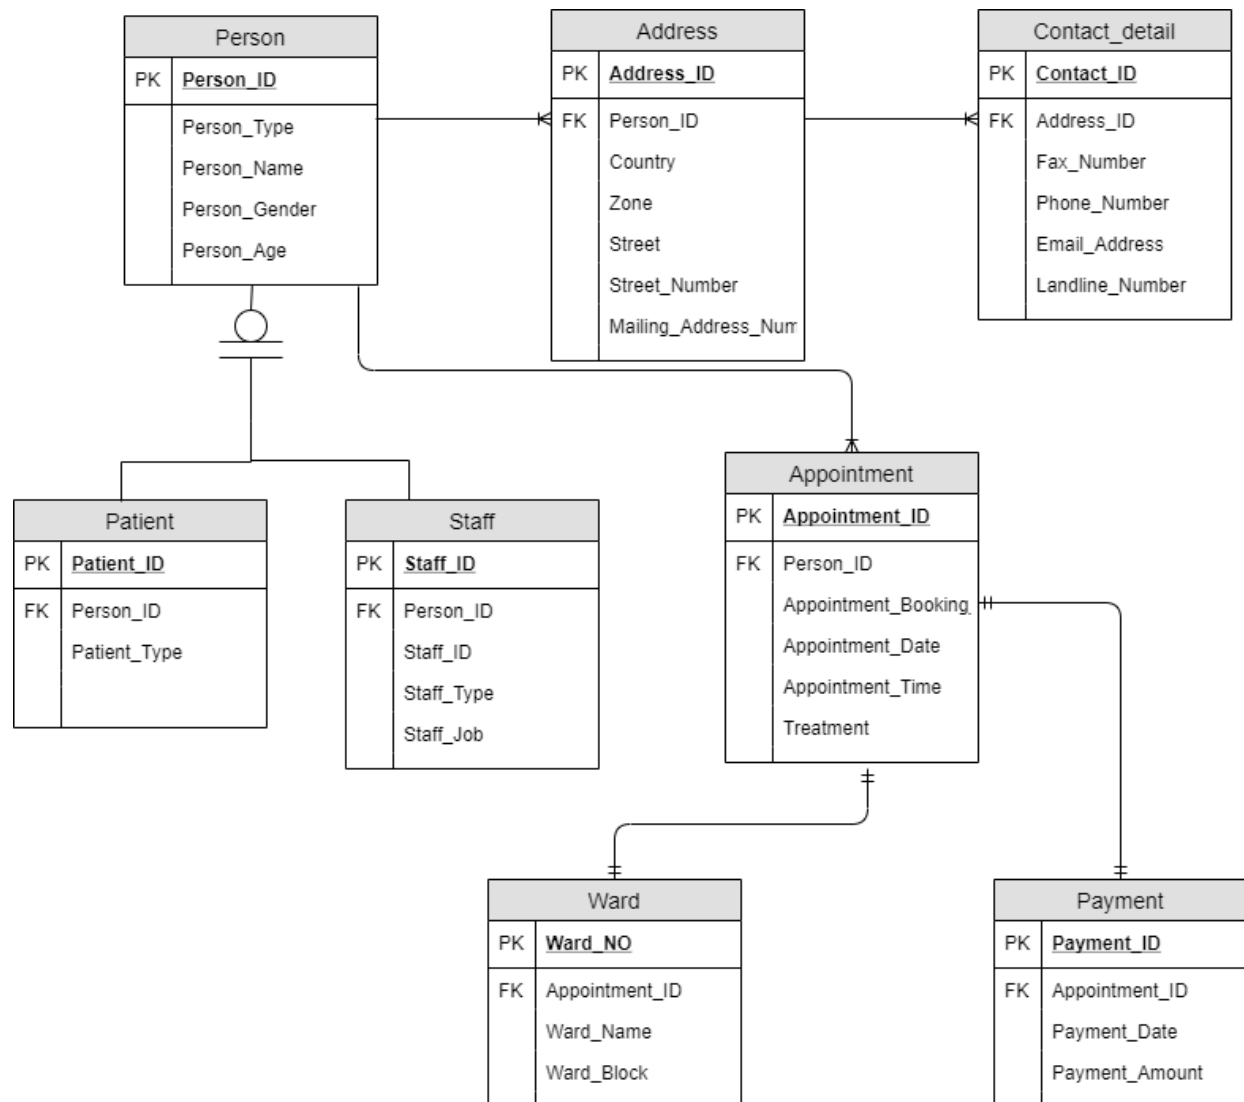 Person
PK Person_ID
Person_Type
Person_Name
Person_Gender
Person_Age
Address
PK Address_ID
FK Person_ID
Country
Zone
Street
Street_Number
Mailing_Address_Num
Contact_detail
PK Contact_ID
FK Address_ID
Fax_Number
Phone_Number
Email_Address
Landline_Number
Patient
PK Patient_ID
FK Person_ID
Patient_Type
Staff
PK Staff_ID
FK Person_ID
Staff_ID
Staff_Type
Staff_Job
Appointment
PK Appointment_ID
FK Person_ID
Appointment_Booking_
Appointment_Date
Appointment_Time
Treatment
Ward
PK Ward_NO
FK Appointment_ID
Ward_Name
Ward_Block
Payment
PK Payment_ID
FK Appointment_ID
Payment_Date
Payment_Amount